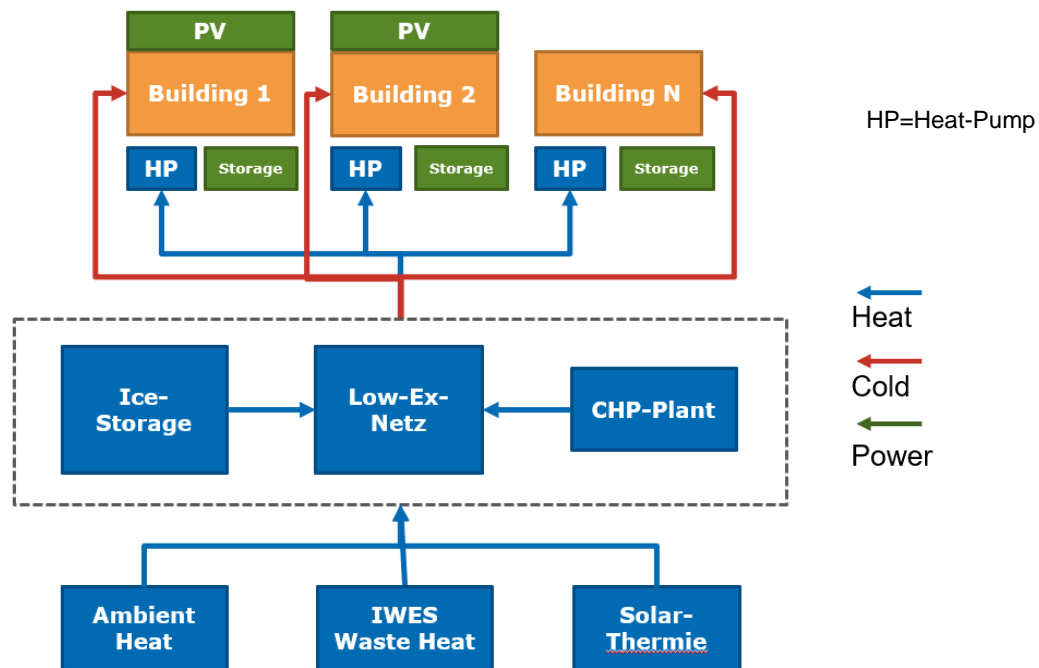 PV
PV
Building 1
Building 2
Building N
HP=Heat-Pump
HP
Storage
HP
Storage
HP
Storage
Heat
Cold
Power
Ice-
Storage
Low-Ex-
Netz
CHP-Plant
Ambient
Heat
IWES
Waste Heat
Solar-
Thermie